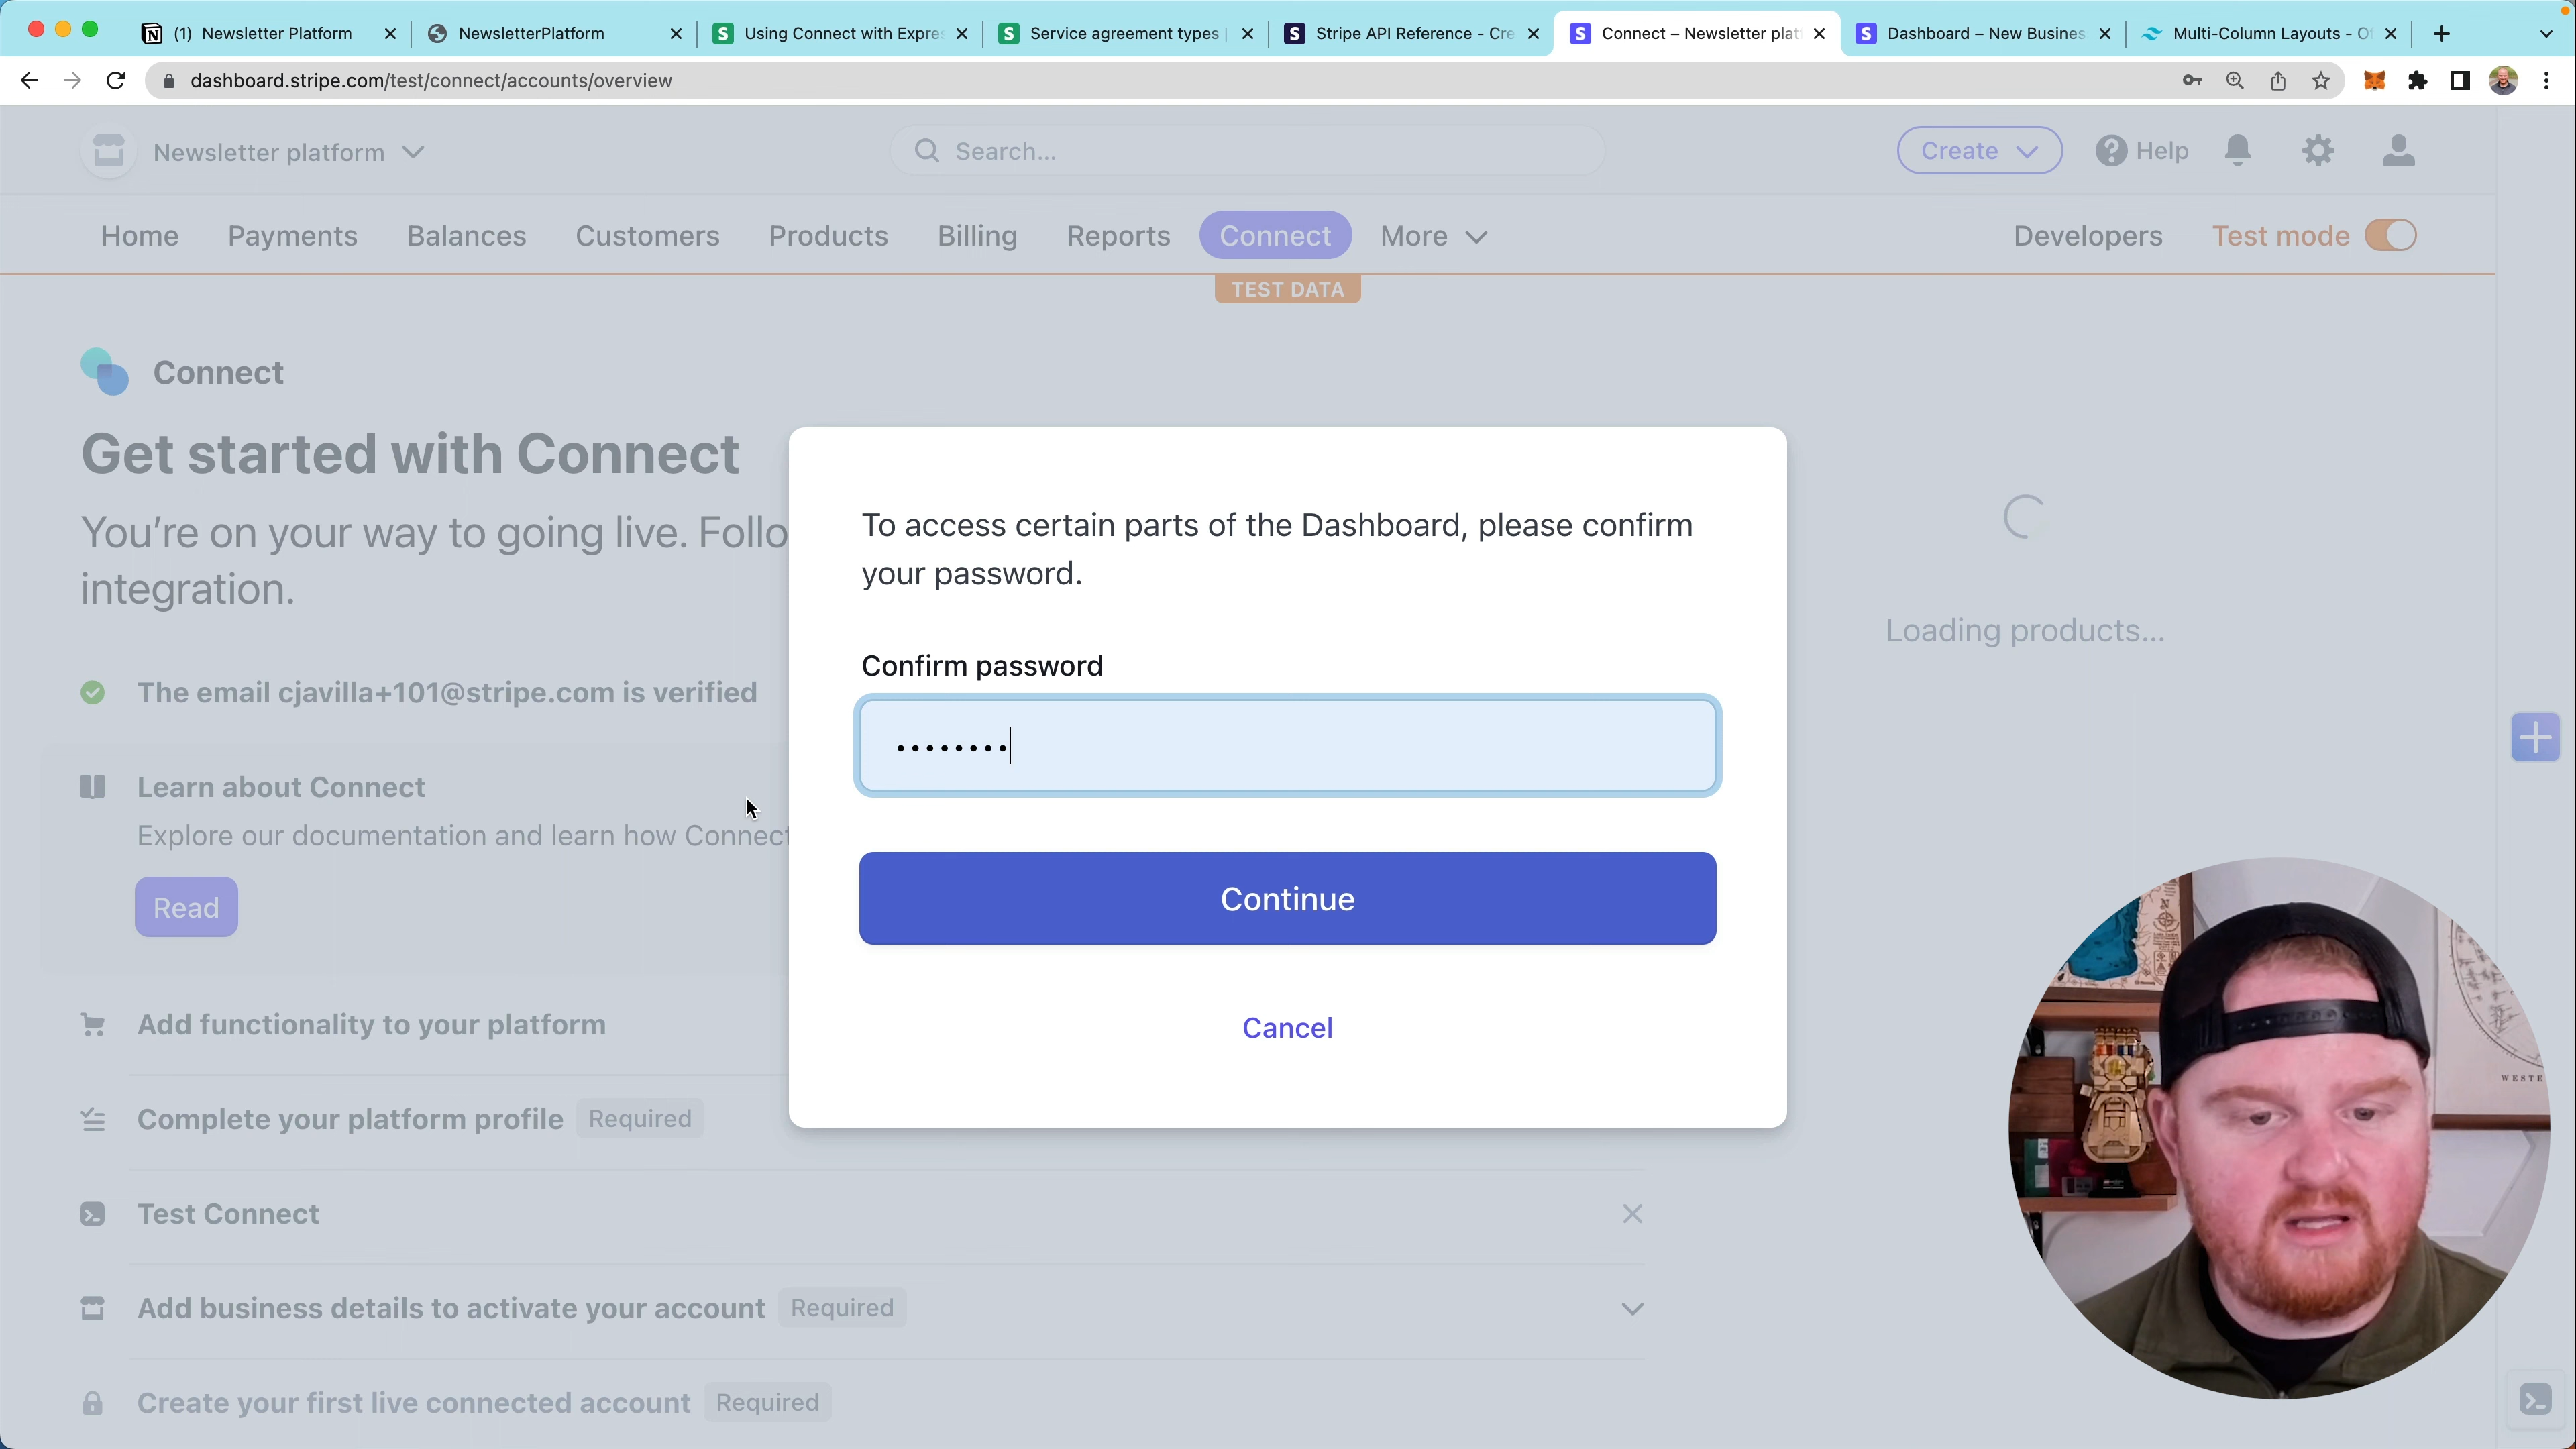 (1) Newsletter Platform
NewsletterPlatform
Using Connect with Expre
Service agreement types |
Stripe API Reference - Cre
Connect – Newsletter plat
Dashboard – New Busines
Multi-Column Layouts - O
dashboard.stripe.com/test/connect/accounts/overview
Newsletter platform
Search...
Create
Help
Home
Payments
Balances
Customers
Products
Billing
Reports
Connect
More
Developers
Test mode
TEST DATA
Connect
Get started with Connect
You’re on your way to going live. Follo
integration.
The email cjavilla+101@stripe.com is verified
Learn about Connect
Explore our documentation and learn how Connect
Read
Add functionality to your platform
Complete your platform profile Required
Test Connect
Add business details to activate your account Required
Create your first live connected account Required
To access certain parts of the Dashboard, please confirm
your password.
Confirm password
Continue
Cancel
Loading products...
WESTE